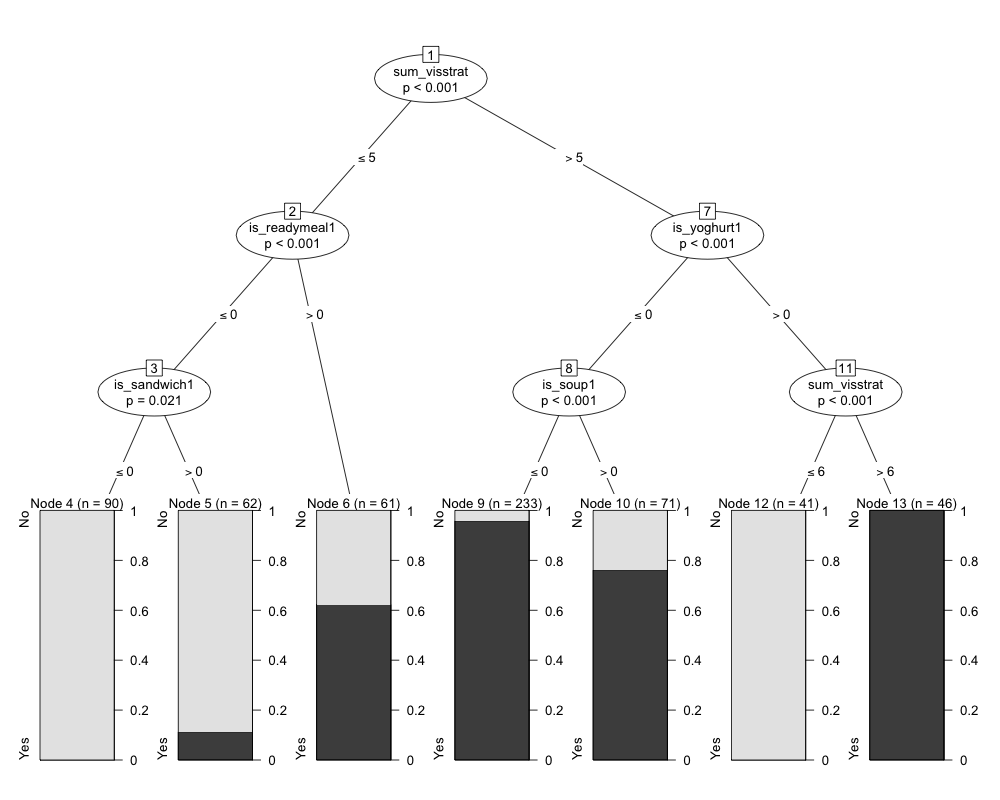 1
sum_visstrat
p < 0.001
≤ 5
> 5
2
is_readymeal1
p < 0.001
7
is_yoghurt1
p < 0.001
≤ 0
> 0
≤ 0
> 0
3
is_sandwich1
p = 0.021
8
is_soup1
p < 0.001
11
sum_visstrat
p < 0.001
≤ 0
> 0
≤ 0
> 0
≤ 6
> 6
Node 4 (n = 90)
No
Yes
1
0.8
0.6
0.4
0.2
0
Node 5 (n = 62)
No
Yes
1
0.8
0.6
0.4
0.2
0
Node 6 (n = 61)
No
Yes
1
0.8
0.6
0.4
0.2
0
Node 9 (n = 233)
No
Yes
1
0.8
0.6
0.4
0.2
0
Node 10 (n = 71)
No
Yes
1
0.8
0.6
0.4
0.2
0
Node 12 (n = 41)
No
Yes
1
0.8
0.6
0.4
0.2
0
Node 13 (n = 46)
No
Yes
1
0.8
0.6
0.4
0.2
0